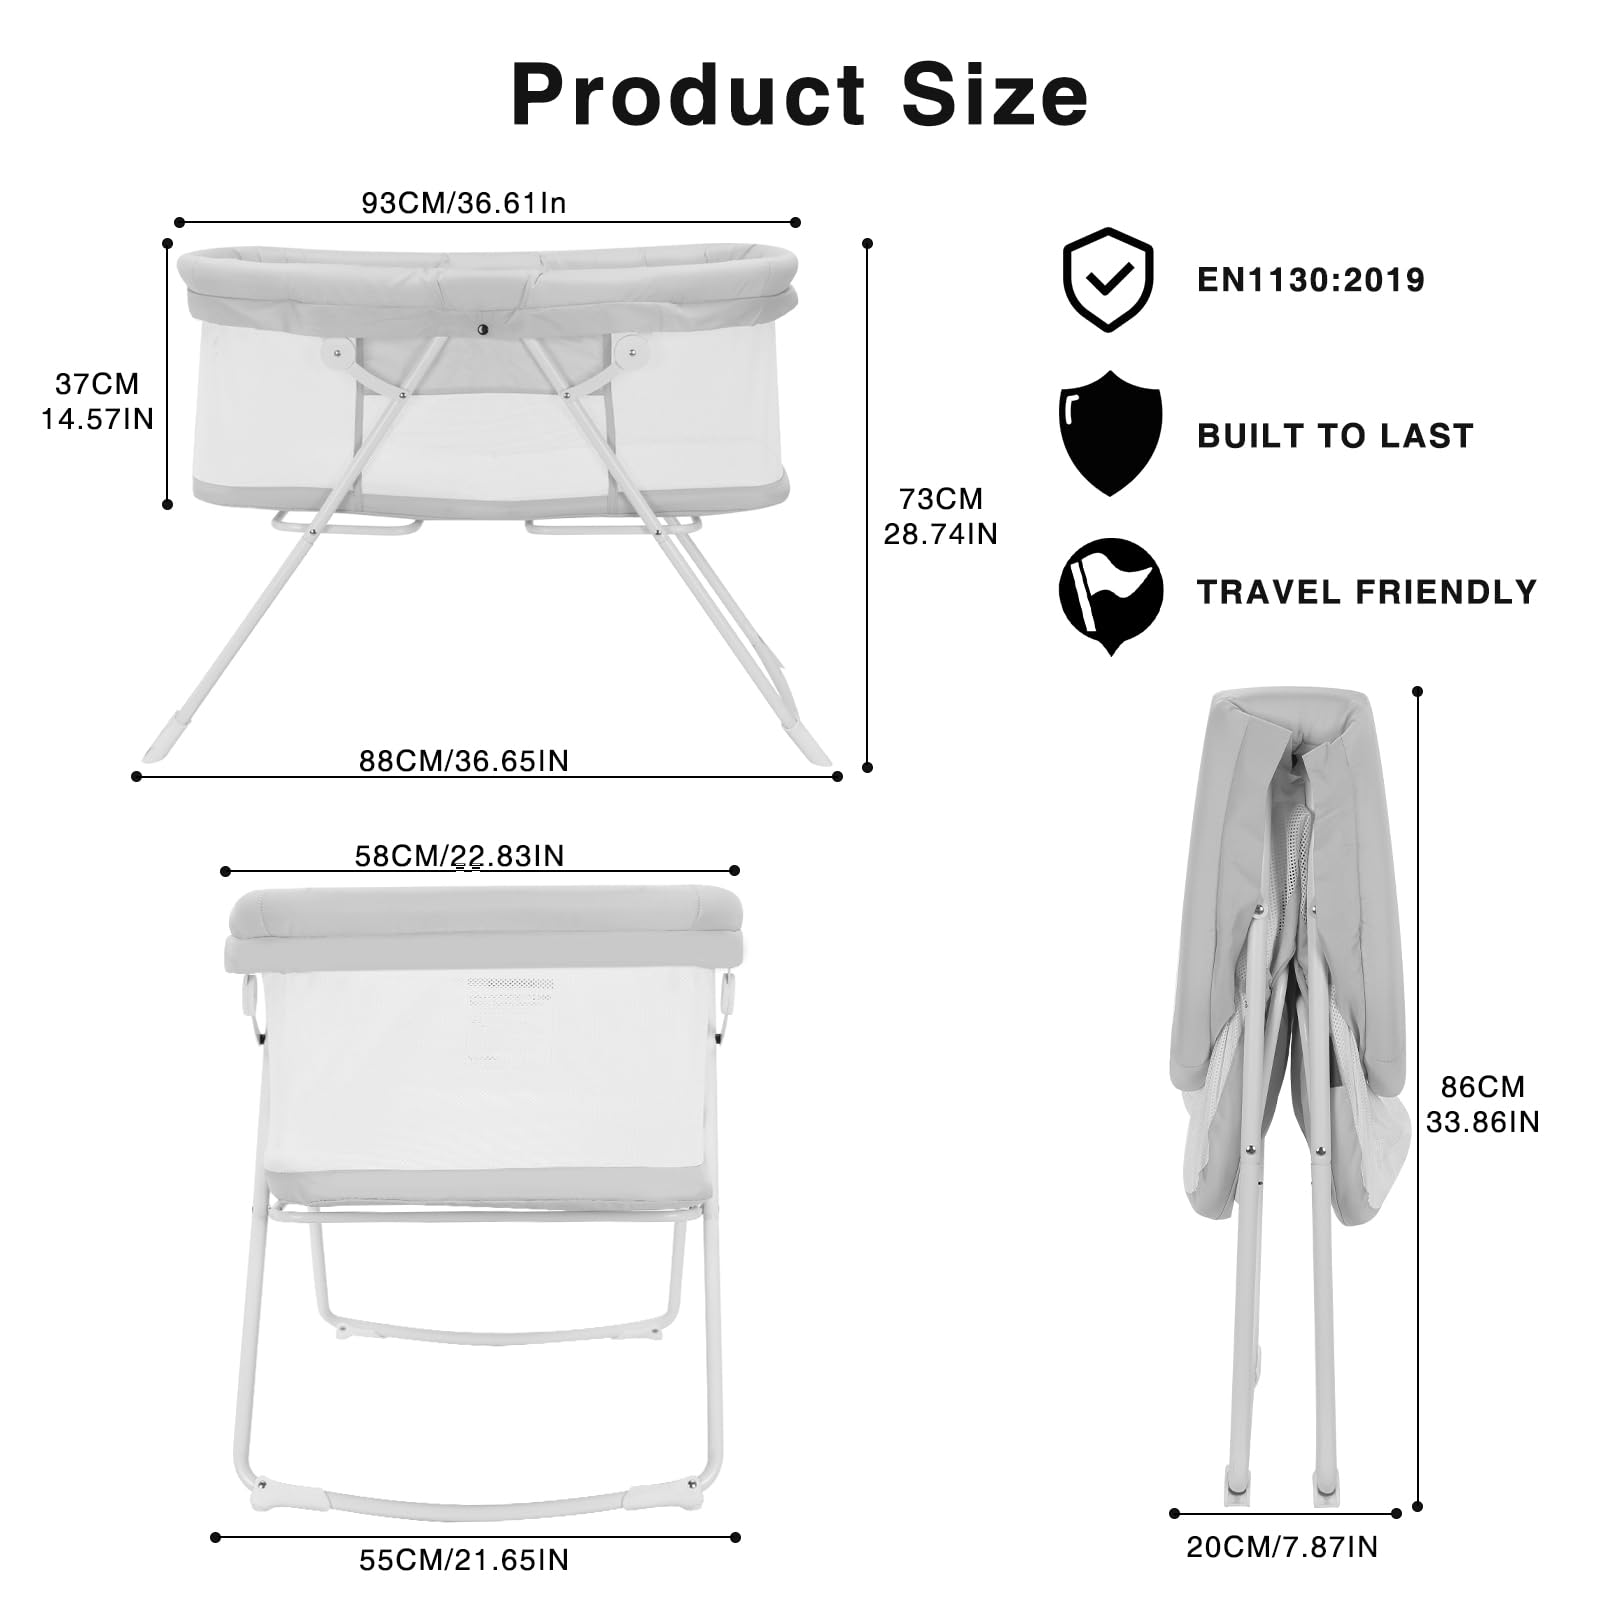 Product Size
93CM/36.61In
37CM
14.57IN
73CM
28.74IN
88CM/36.65IN
EN1130:2019
BUILT TO LAST
TRAVEL FRIENDLY
58CM/22.83IN
55CM/21.65IN
86CM
33.86IN
20CM/7.87IN